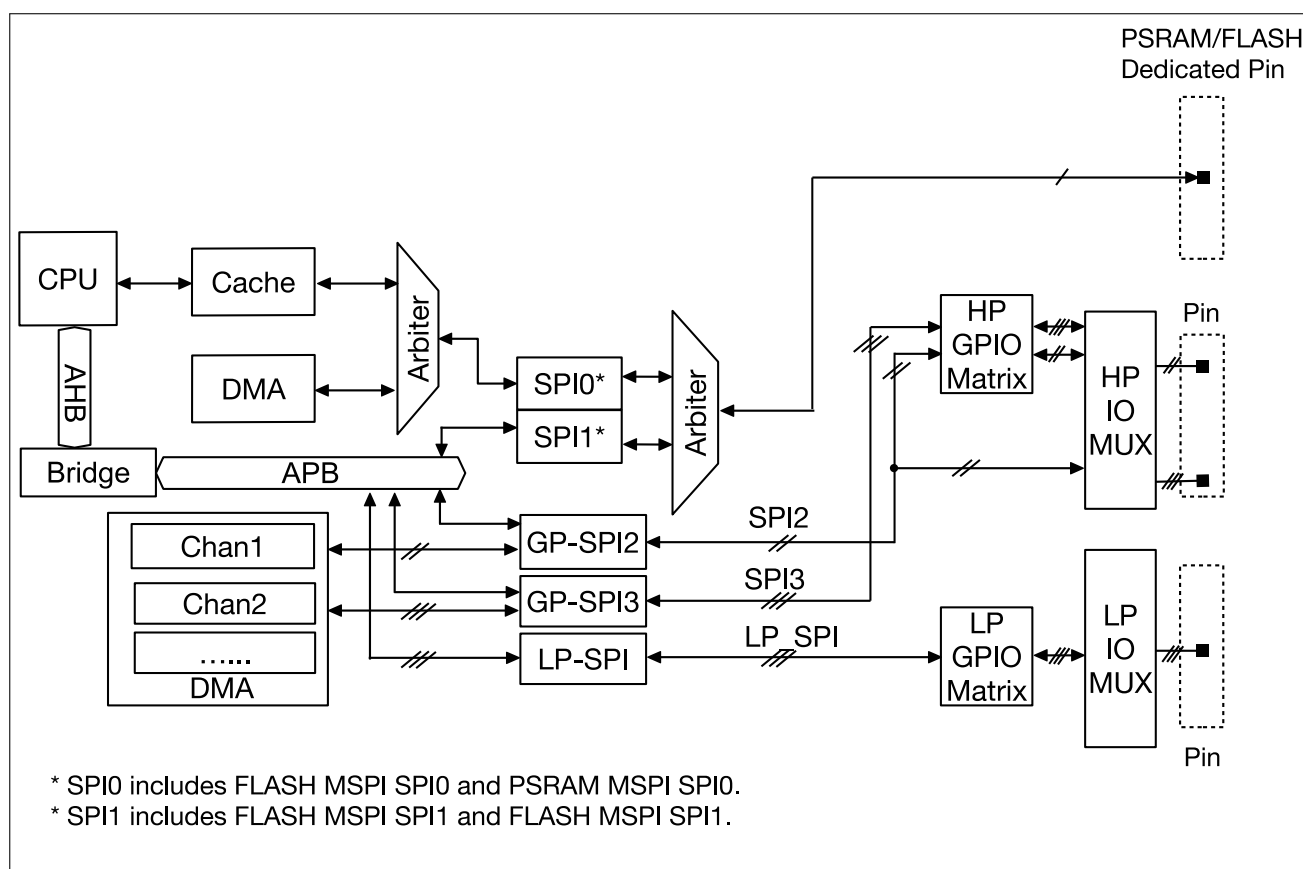 PSRAM/FLASH
Dedicated Pin
CPU
Cache
Arbiter
DMA
AHB
SPI0*
SPI1*
Arbiter
HP
GPIO
Matrix
Pin
HP
IO
MUX
Bridge
APB
Chan1
Chan2
......
DMA
GP-SPI2
GP-SPI3
LP-SPI
SPI2
SPI3
LP_SPI
LP
GPIO
Matrix
LP
IO
MUX
Pin
* SPI0 includes FLASH MSPI SPI0 and PSRAM MSPI SPI0.
* SPI1 includes FLASH MSPI SPI1 and FLASH MSPI SPI1.